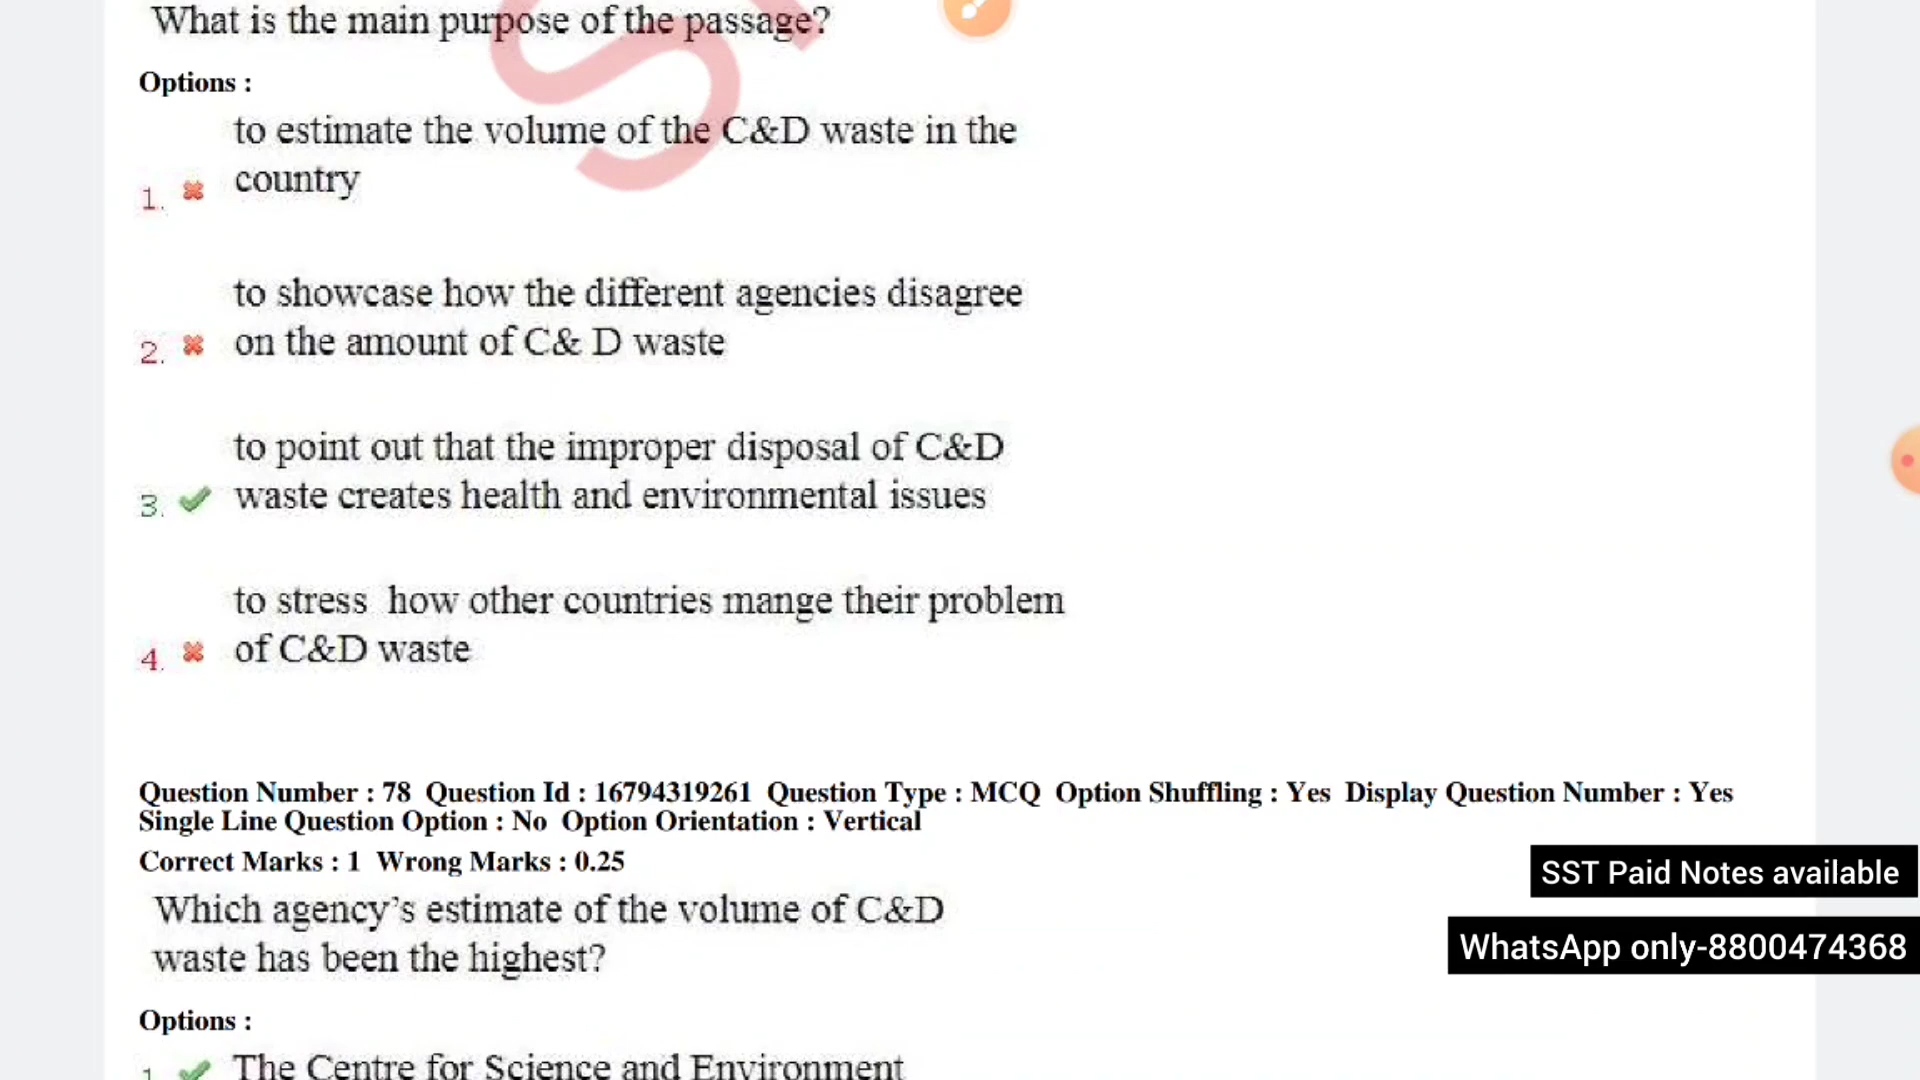 What is the main purpose of the passage?
Options :
to estimate the volume of the C&D waste in the
1. country
to showcase how the different agencies disagree
2. on the amount of C& D waste
to point out that the improper disposal of C&D
3. waste creates health and environmental issues
to stress  how other countries mange their problem
4. of C&D waste
Question Number : 78  Question Id : 16794319261  Question Type : MCQ  Option Shuffling : Yes  Display Question Number : Yes
Single Line Question Option : No  Option Orientation : Vertical
Correct Marks : 1  Wrong Marks : 0.25
SST Paid Notes available
Which agency's estimate of the volume of C&D
WhatsApp only-8800474368
waste has been the highest?
Options :
1. The Centre for Science and Environment